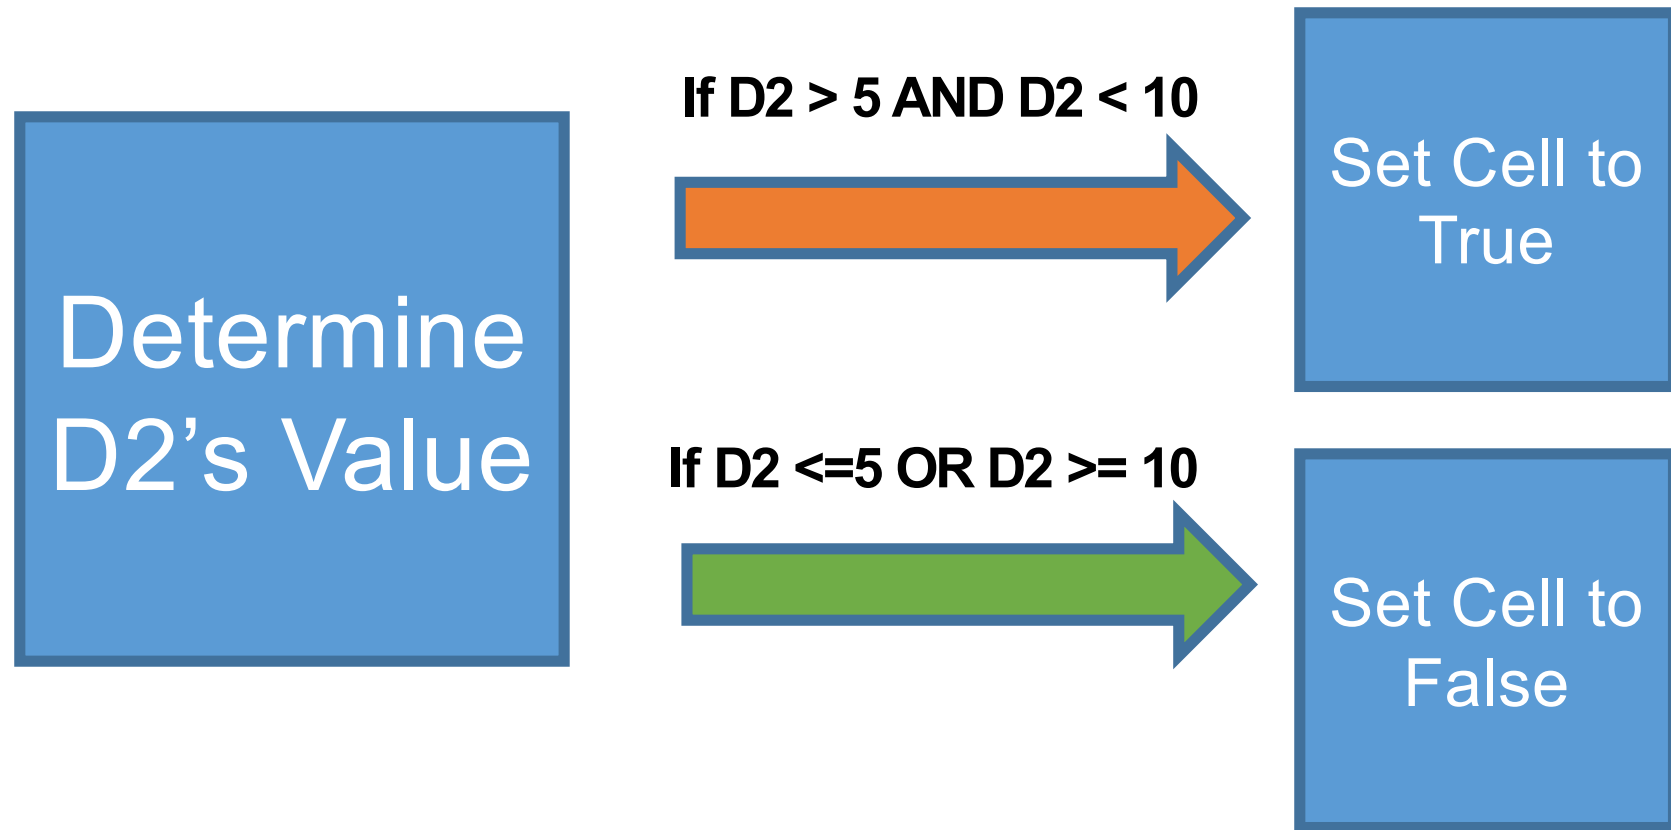 Determine
D2’s Value
If D2 > 5 AND D2 < 10
Set Cell to
True
If D2 <=5 OR D2 >= 10
Set Cell to
False